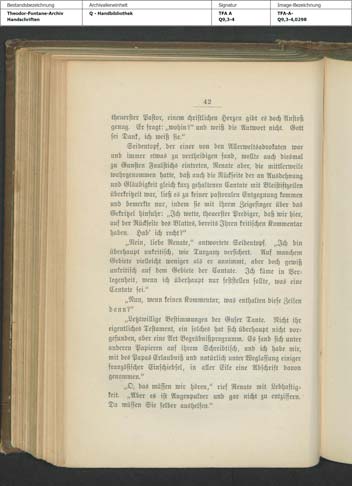 Bestandsbezeichnung
Theodor-Fontane-Archiv
Handschriften
Archivalieneinheit
Q - Handbibliothek
Signatur
TFA A
Q9,3-4
Image-Bezeichnung
TFA-A-
Q9,3-4,0298
42
theuerster Pastor, einem christlichen Herzen gibt es doch Anstoß
genug. Er fragt: „wohin?“ und weiß die Antwort nicht. Gott
sei Dank, ich weiß sie.“
Seidentopf, der einer von den Allerweltsadvokaten war
und immer etwas zu vertheidigen fand, wollte auch diesmal
zu Gunsten Faulstichs eintreten, Renate aber, die mittlerweile
wahrgenommen hatte, daß auch die Rückseite der an Ausdehnung
und Gläubigkeit gleich kurz gehaltenen Cantate mit Bleistiftzeilen
überkritzelt war, ließ es zu keiner pastoralen Entgegnung kommen
und bemerkte nur, indem sie mit ihrem Zeigefinger über das
Gekritzel hinfuhr: „Ich wette, theuerster Prediger, daß wir hier,
auf der Rückseite des Blattes, bereits Ihren kritischen Kommentar
haben. Hab' ich recht?“
„Nein, liebe Renate,“ antwortete Seidentopf. „Ich bin
überhaupt unkritisch, wie Turgany versichert. Auf manchem
Gebiete vielleicht weniger als er annimmt, aber doch gewiß
unkritisch auf dem Gebiete der Cantate. Ich käme in Ver-
legenheit, wenn ich überhaupt nur feststellen sollte, was eine
Cantate sei.“
„Nun, wenn keinen Kommentar, was enthalten diese Zeilen
dann?“
„Letztwillige Bestimmungen der Guser Tante. Nicht ihr
eigentliches Testament, ein solches hat sich überhaupt nicht vor-
gefunden, aber eine Art Begräbnißprogramm. Es fand sich unter
anderen Papieren auf ihrem Schreibtisch, und ich habe mir,
mit des Papas Erlaubniß und natürlich unter Weglassung einiger
französischer Einschiebsel, in aller Eile eine Abschrift davon
genommen.“
„O, das müssen wir hören,“ rief Renate mit Lebhaftig-
keit. „Aber es ist Augenpulver und gar nicht zu entziffern.
Da müssen Sie selber aushelfen.“